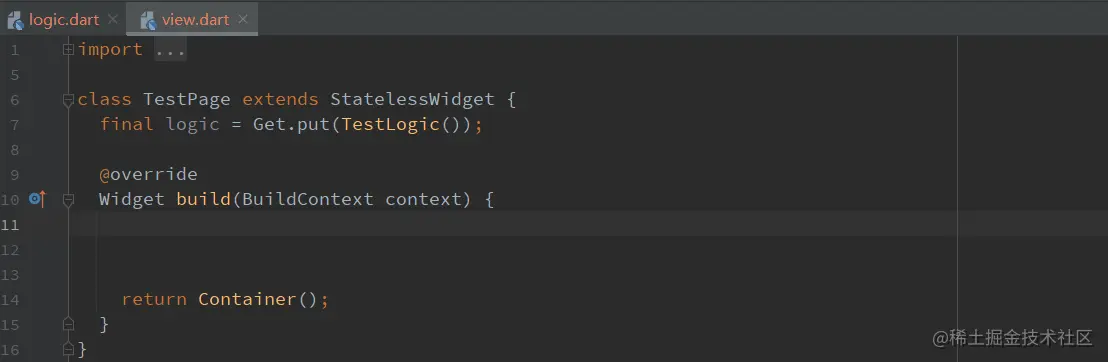 logic.dart view.dart
1 import ...
5
6 class TestPage extends StatelessWidget {
7 final logic = Get.put(TestLogic());
8
9 @override
10 Widget build(BuildContext context) {
11
12
13
14 return Container();
15 }
16 }
@稀土掘金技术社区